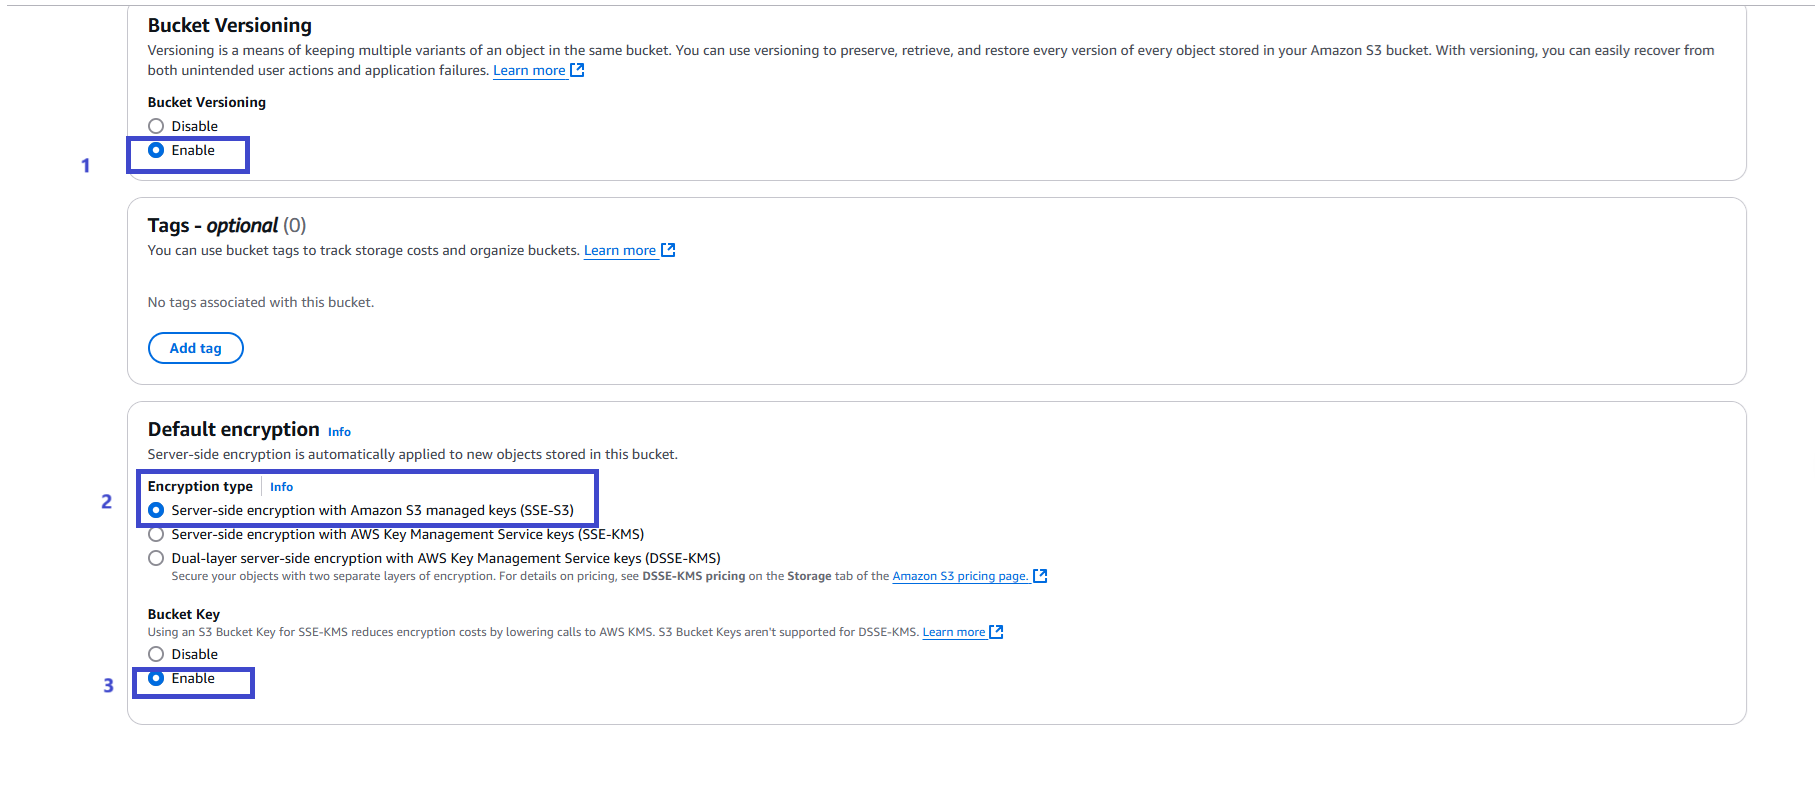 Bucket Versioning
Versioning is a means of keeping multiple variants of an object in the same bucket. You can use versioning to preserve, retrieve, and restore every version of every object stored in your Amazon S3 bucket. With versioning, you can easily recover from
both unintended user actions and application failures. Learn more
Bucket Versioning
Disable
1 Enable
Tags - optional (0)
You can use bucket tags to track storage costs and organize buckets. Learn more
No tags associated with this bucket.
Add tag
Default encryption Info
Server-side encryption is automatically applied to new objects stored in this bucket.
Encryption type Info
2 Server-side encryption with Amazon S3 managed keys (SSE-S3)
Server-side encryption with AWS Key Management Service keys (SSE-KMS)
Dual-layer server-side encryption with AWS Key Management Service keys (DSSE-KMS)
Secure your objects with two separate layers of encryption. For details on pricing, see DSSE-KMS pricing on the Storage tab of the Amazon S3 pricing page.
Bucket Key
Using an S3 Bucket Key for SSE-KMS reduces encryption costs by lowering calls to AWS KMS. S3 Bucket Keys aren't supported for DSSE-KMS. Learn more
Disable
3 Enable